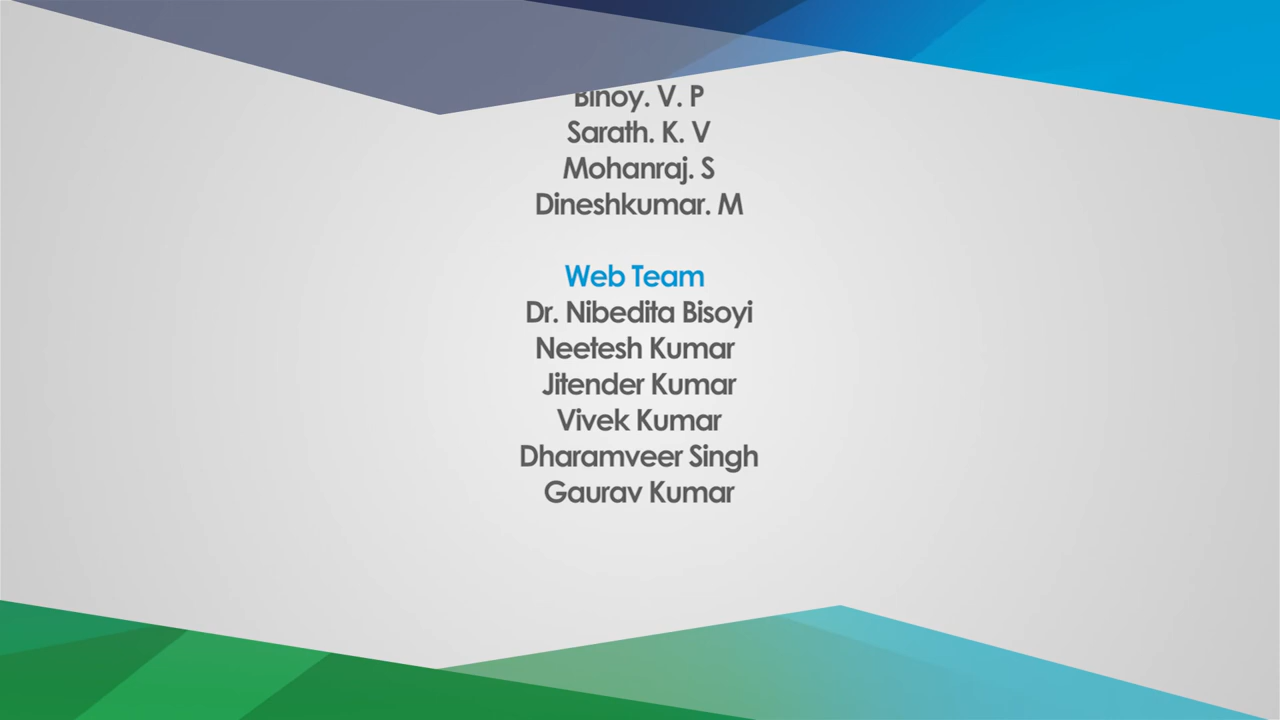 Binoy. V. P
Sarath. K. V
Mohanraj. S
Dineshkumar. M
Web Team
Dr. Nibedita Bisoyi
Neetesh Kumar
Jitender Kumar
Vivek Kumar
Dharamveer Singh
Gaurav Kumar